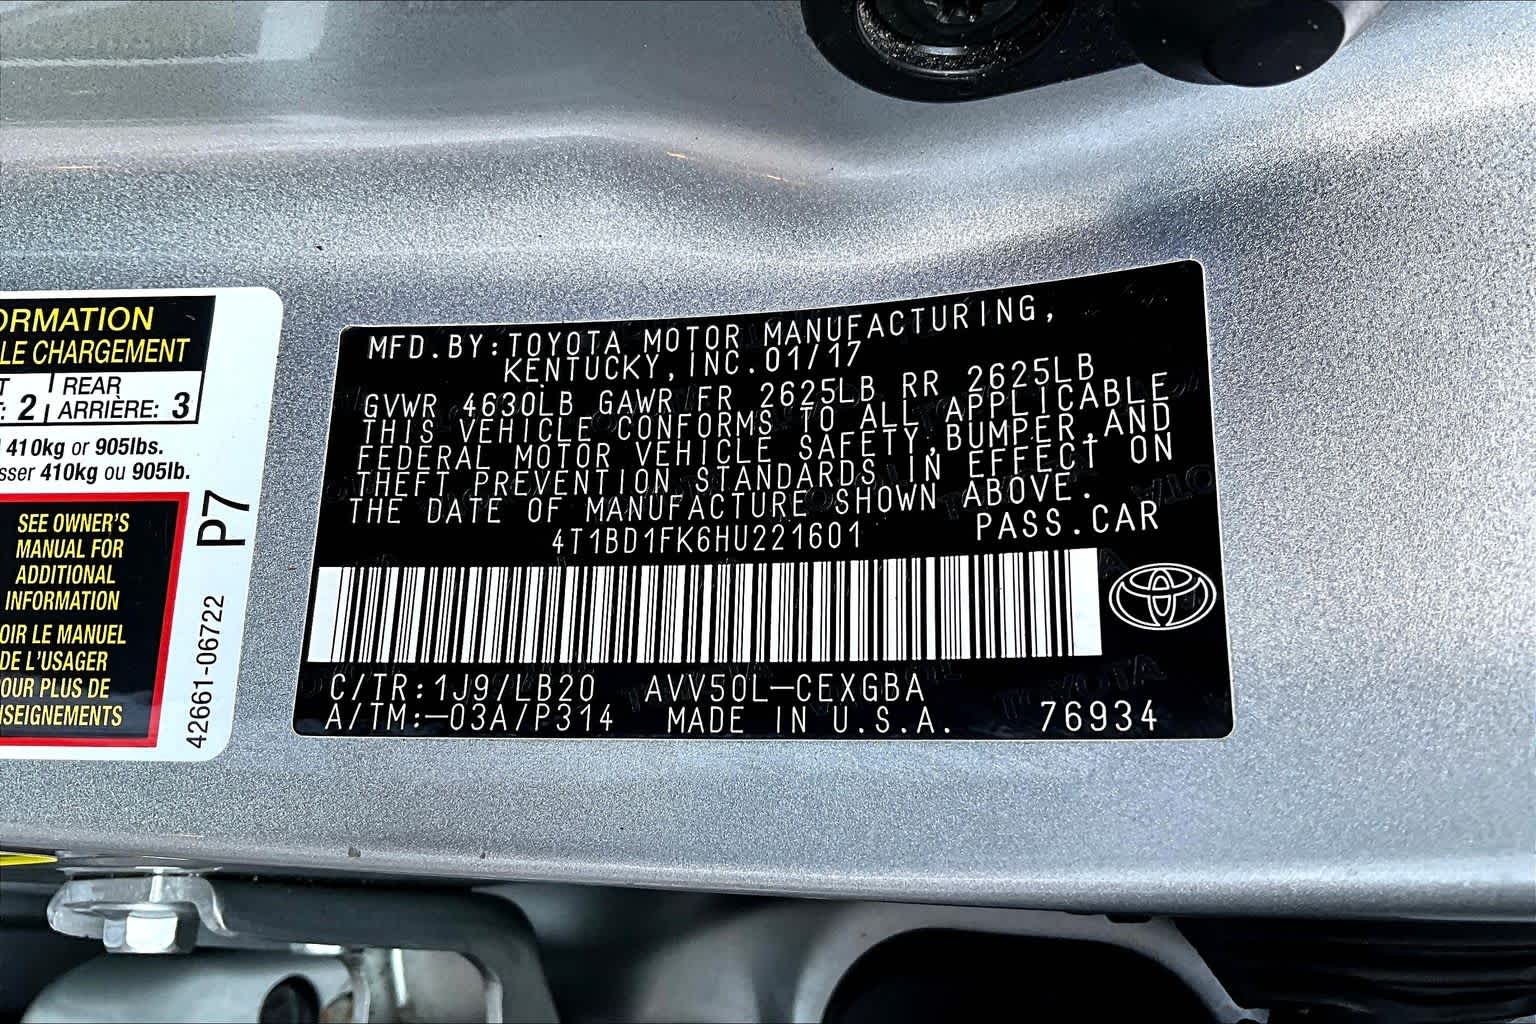 ORMATION
LE CHARGEMENT
T | REAR
: 2 | ARRIÈRE: 3
410kg or 905lbs.
sser 410kg ou 905lb.
SEE OWNER'S
MANUAL FOR
ADDITIONAL
INFORMATION
OIR LE MANUEL
DE L'USAGER
OUR PLUS DE
NSEIGNEMENTS
P7
42661-06722
MFD.BY:TOYOTA MOTOR MANUFACTURING,
KENTUCKY,INC.01/17
GVWR 4630LB GAWR FR 2625LB RR 2625LB
THIS VEHICLE CONFORMS TO ALL APPLICABLE
FEDERAL MOTOR VEHICLE SAFETY,BUMPER,AND
THEFT PREVENTION STANDARDS IN EFFECT ON
THE DATE OF MANUFACTURE SHOWN ABOVE.
4T1BD1FK6HU221601 PASS.CAR
C/TR:1J9/LB20 AVV50L-CEXGBA
A/TM:-03A/P314 MADE IN U.S.A. 76934